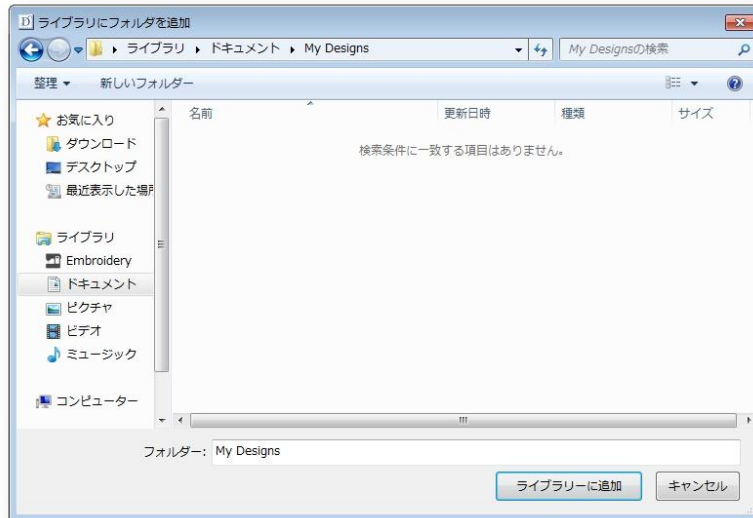 ライブラリにフォルダを追加
ライブラリ ドキュメント My Designs
My Designsの検索
整理 新しいフォルダー
名前 更新日時 種類 サイズ
検索条件に一致する項目はありません。
お気に入り
ダウンロード
デスクトップ
最近表示した場所
ライブラリ
Embroidery
ドキュメント
ピクチャ
ビデオ
ミュージック
コンピューター
フォルダー: My Designs
ライブラリーに追加 キャンセル